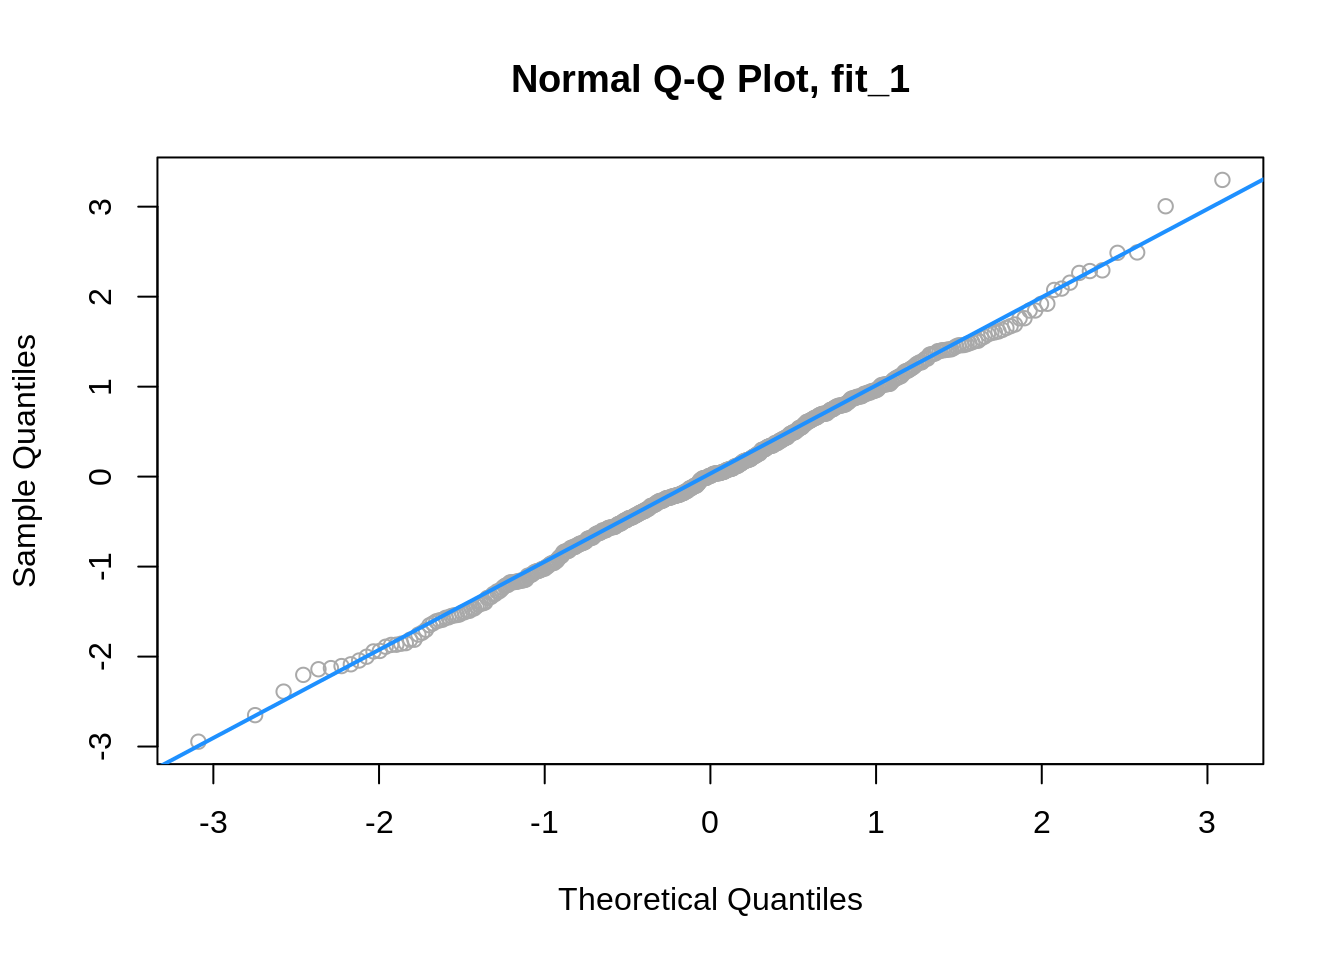 Normal Q-Q Plot, fit_1
Sample Quantiles
3
2
1
0
-1
-2
-3
-3 -2 -1 0 1 2 3
Theoretical Quantiles